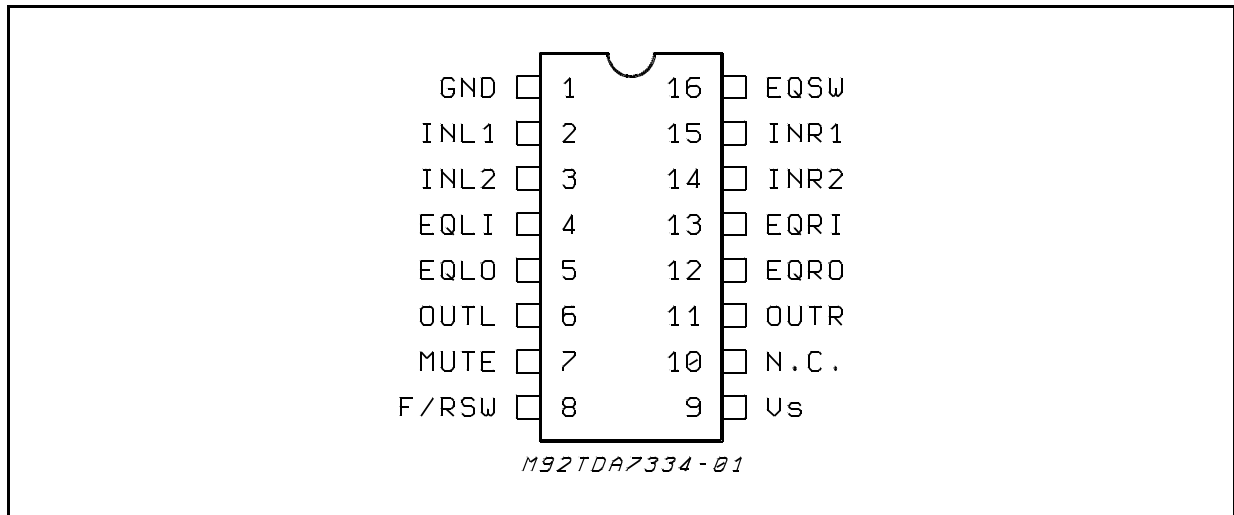 GND 1 16 EQSW
INL1 2 15 INR1
INL2 3 14 INR2
EQLI 4 13 EQRI
EQLO 5 12 EQRO
OUTL 6 11 OUTR
MUTE 7 10 N.C.
F/RSW 8 9 Vs
M92TDA7334-01